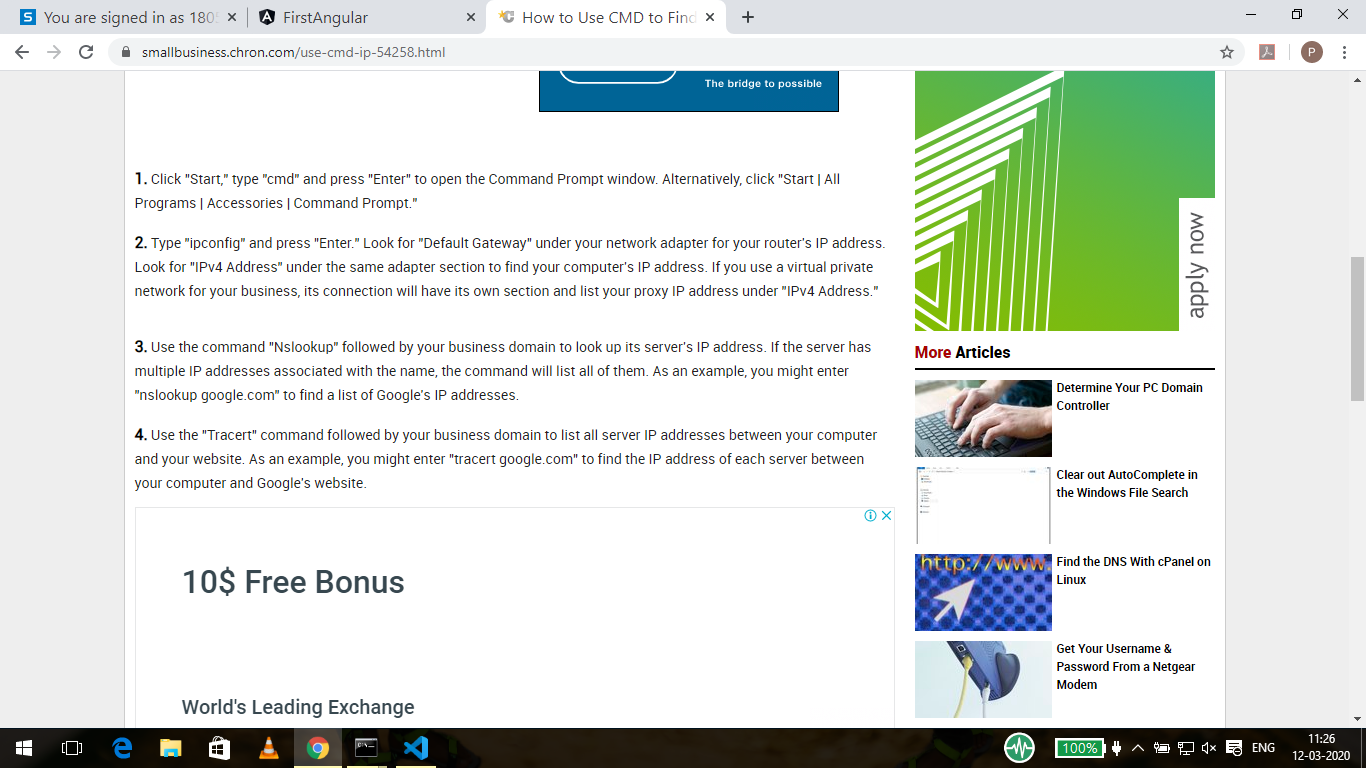 You are signed in as 180
FirstAngular
How to Use CMD to Find
smallbusiness.chron.com/use-cmd-ip-54258.html
P
The bridge to possible
1. Click "Start," type "cmd" and press "Enter" to open the Command Prompt window. Alternatively, click "Start | All
Programs | Accessories | Command Prompt."
2. Type "ipconfig" and press "Enter." Look for "Default Gateway" under your network adapter for your router's IP address.
Look for "IPv4 Address" under the same adapter section to find your computer's IP address. If you use a virtual private
network for your business, its connection will have its own section and list your proxy IP address under "IPv4 Address."
3. Use the command "Nslookup" followed by your business domain to look up its server's IP address. If the server has
multiple IP addresses associated with the name, the command will list all of them. As an example, you might enter
"nslookup google.com" to find a list of Google's IP addresses.
4. Use the "Tracert" command followed by your business domain to list all server IP addresses between your computer
and your website. As an example, you might enter "tracert google.com" to find the IP address of each server between
your computer and Google's website.
10$ Free Bonus
World's Leading Exchange
apply now
More Articles
Determine Your PC Domain
Controller
Clear out AutoComplete in
the Windows File Search
http://www.
Find the DNS With cPanel on
Linux
Get Your Username &
Password From a Netgear
Modem
100%
ENG
11:26
12-03-2020